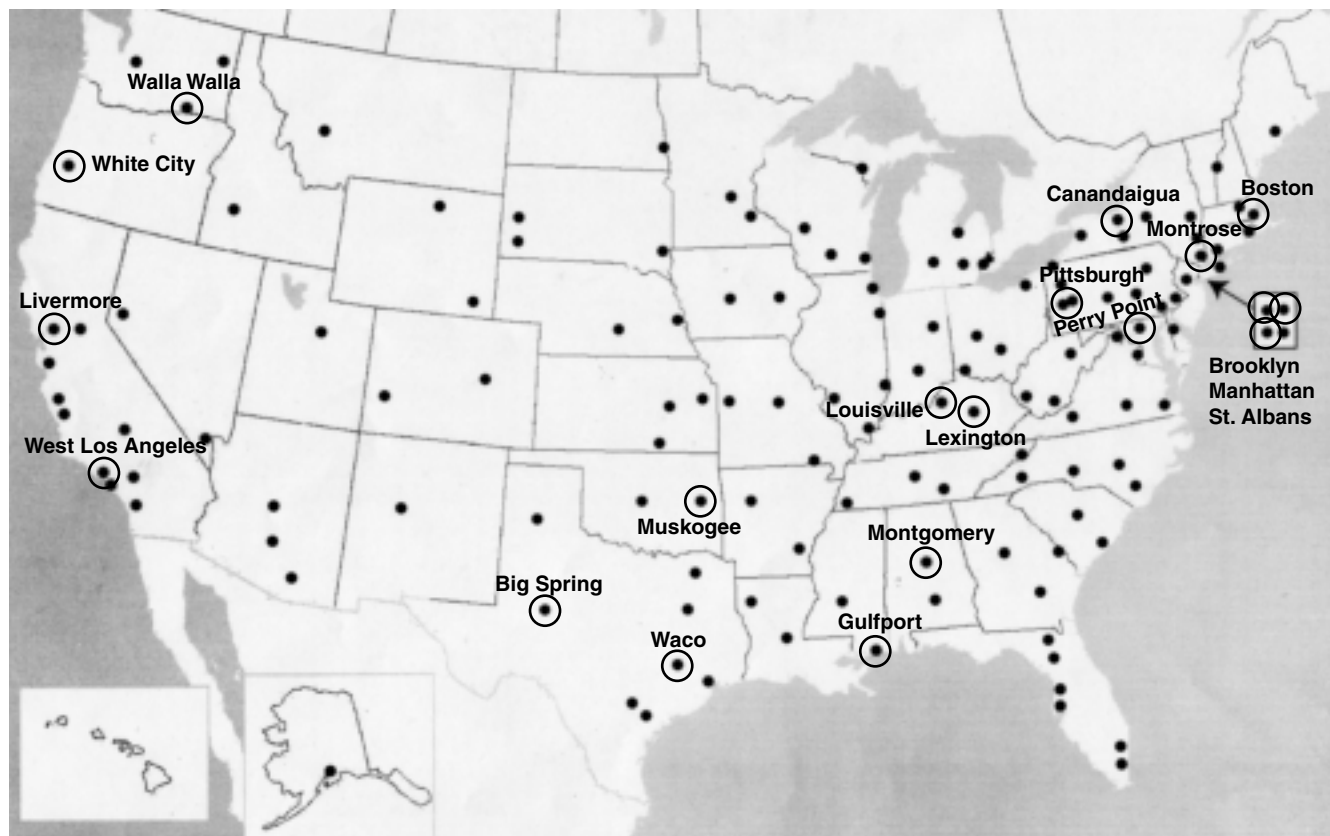 Walla Walla
White City
Canandaigua
Boston
Montrose
Pittsburgh
Livermore
Perry Point
Brooklyn
Manhattan
St. Albans
Louisville
Lexington
West Los Angeles
Muskogee
Montgomery
Big Spring
Gulfport
Waco